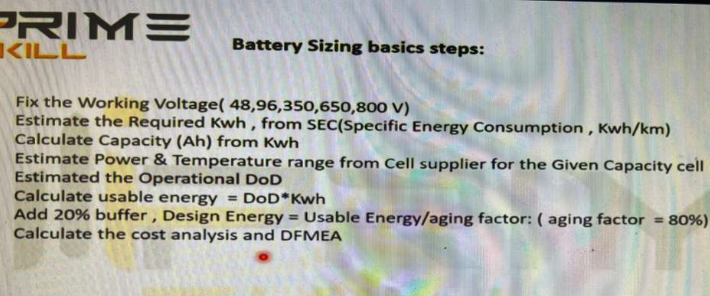 PRIME
KILL
Battery Sizing basics steps:
Fix the Working Voltage( 48,96,350,650,800 V)
Estimate the Required Kwh , from SEC(Specific Energy Consumption , Kwh/km)
Calculate Capacity (Ah) from Kwh
Estimate Power & Temperature range from Cell supplier for the Given Capacity cell
Estimated the Operational DoD
Calculate usable energy = DoD*Kwh
Add 20% buffer , Design Energy = Usable Energy/aging factor: ( aging factor = 80%)
Calculate the cost analysis and DFMEA